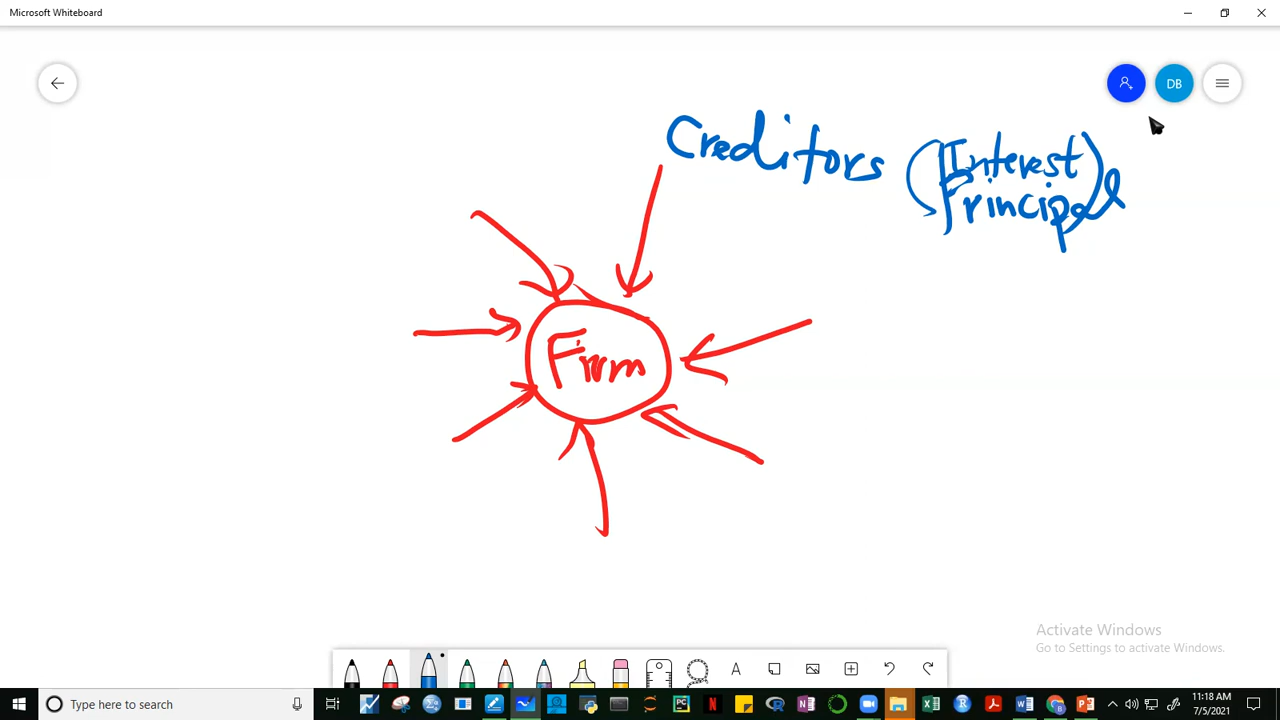 Microsoft Whiteboard
DB
Creditors (Interest)
Principal
Firm
Activate Windows
Go to Settings to activate Windows.
A
Type here to search
11:18 AM
7/5/2021